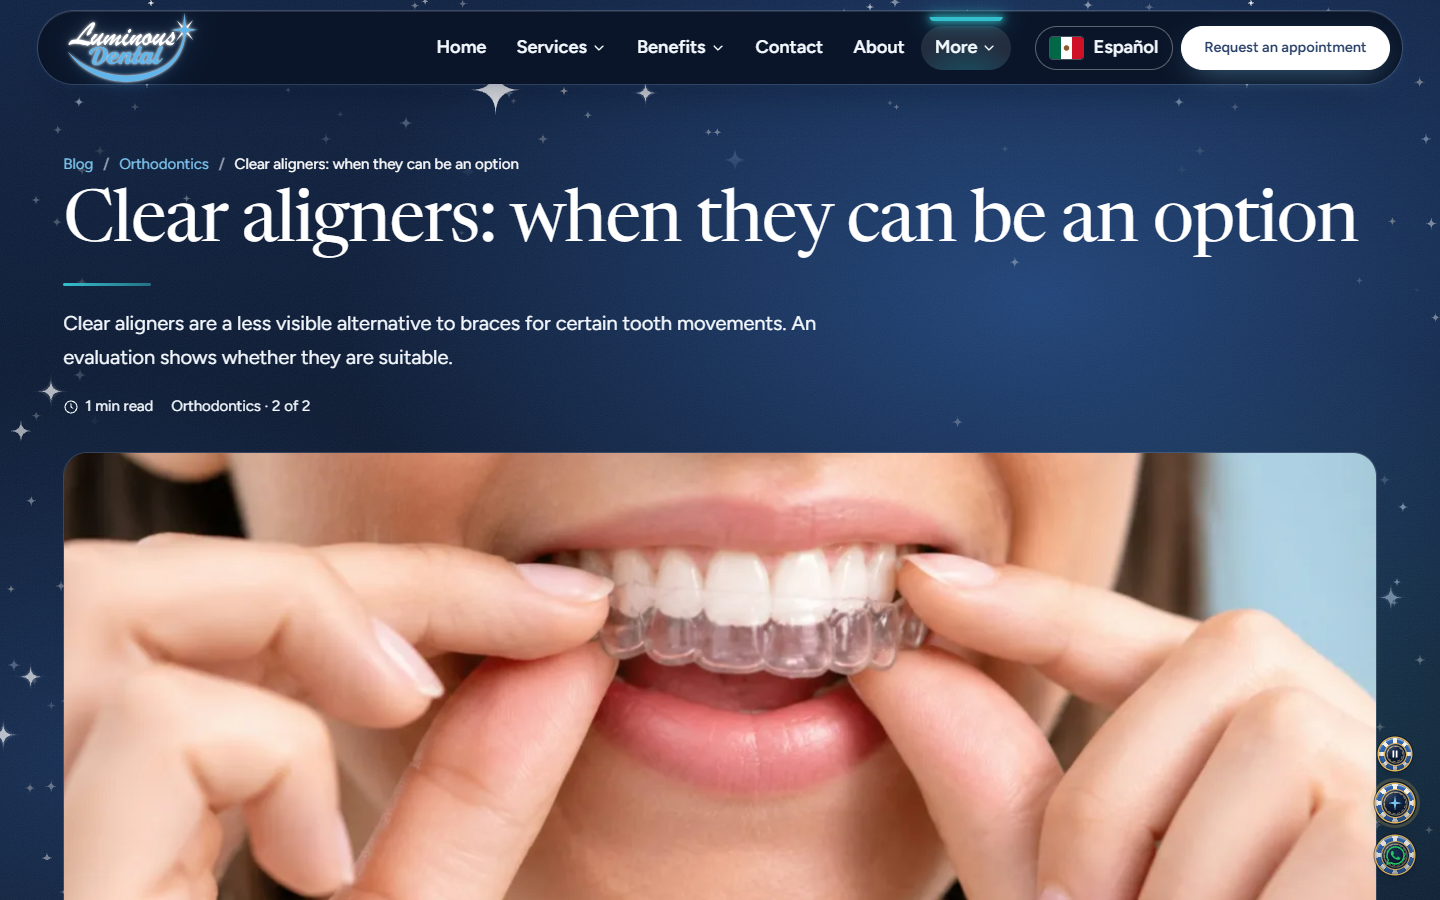 Luminous
Dental
Home
Services
Benefits
Contact
About
More
Español
Request an appointment
Blog / Orthodontics / Clear aligners: when they can be an option
Clear aligners: when they can be an option
Clear aligners are a less visible alternative to braces for certain tooth movements. An
evaluation shows whether they are suitable.
1 min read
Orthodontics · 2 of 2